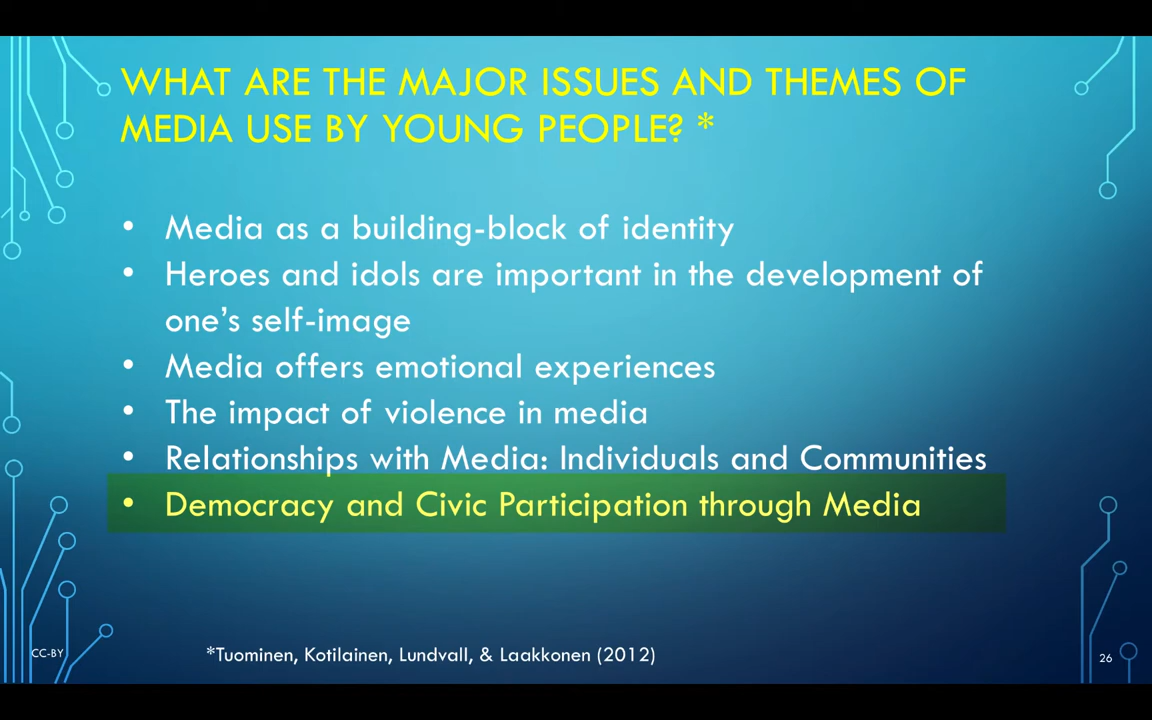 WHAT ARE THE MAJOR ISSUES AND THEMES OF
MEDIA USE BY YOUNG PEOPLE? *
• Media as a building-block of identity
• Heroes and idols are important in the development of
one’s self-image
• Media offers emotional experiences
• The impact of violence in media
• Relationships with Media: Individuals and Communities
• Democracy and Civic Participation through Media
CC-BY
*Tuominen, Kotilainen, Lundvall, & Laakkonen (2012)
26